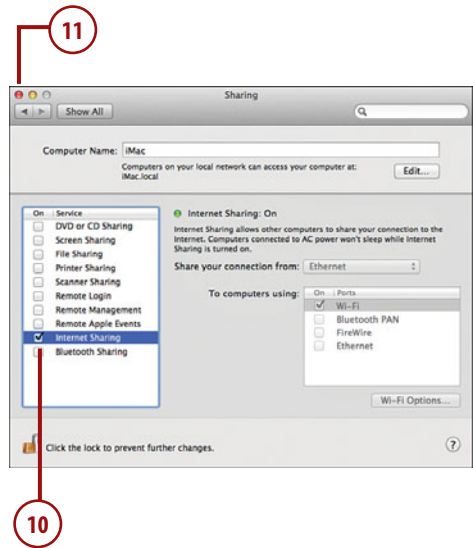 11
Sharing
Show All
Computer Name: iMac
Computers on your local network can access your computer at:
iMac.local
Edit...
On Service
DVD or CD Sharing
Screen Sharing
File Sharing
Printer Sharing
Scanner Sharing
Remote Login
Remote Management
Remote Apple Events
Internet Sharing
Bluetooth Sharing
Internet Sharing: On
Internet Sharing allows other computers to share your connection to the
Internet. Computers connected to AC power won't sleep while Internet
Sharing is turned on.
Share your connection from: Ethernet
To computers using:
On Ports
Wi-Fi
Bluetooth PAN
FireWire
Ethernet
Wi-Fi Options...
Click the lock to prevent further changes.
?
10